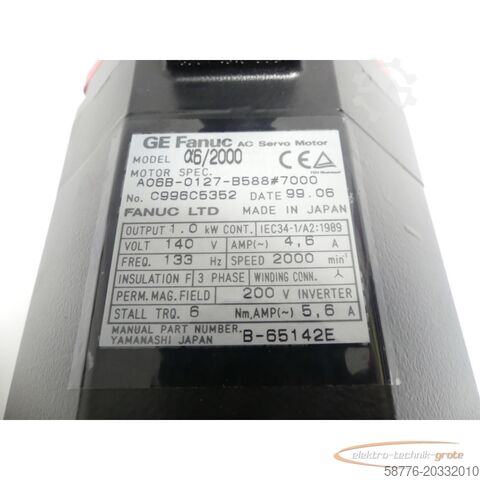 GE Fanuc AC Servo Motor
MODEL α6/2000
MOTOR SPEC.
A06B-0127-B588#7000
No. C996C5352 DATE 99.06
FANUC LTD MADE IN JAPAN
OUTPUT 1.0 kW CONT. IEC34-1/A2:1989
VOLT 140 V AMP(~) 4,6 A
FREQ. 133 Hz SPEED 2000 min⁻¹
INSULATION F 3 PHASE WINDING CONN.
PERM. MAG. FIELD 200 V INVERTER
STALL TRQ. 6 Nm, AMP(~) 5,6 A
MANUAL PART NUMBER. B-65142E
YAMANASHI JAPAN
elektro-technik-grote
58776-20332010